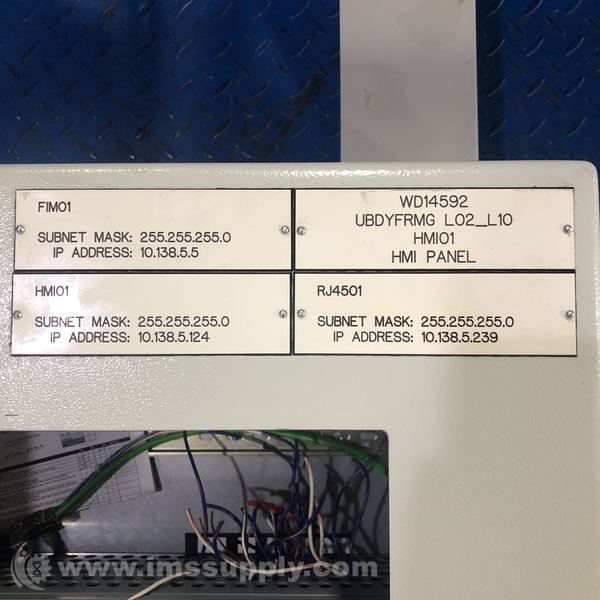 FIM01
SUBNET MASK: 255.255.255.0
IP ADDRESS: 10.138.5.5
WD14592
UBDYFRMG L02_L10
HMI01
HMI PANEL
HMI01
SUBNET MASK: 255.255.255.0
IP ADDRESS: 10.138.5.124
RJ4501
SUBNET MASK: 255.255.255.0
IP ADDRESS: 10.138.5.239
www.imssupply.com